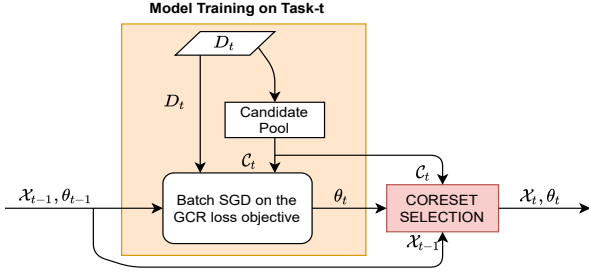 Model Training on Task-t
D_t
D_t
Candidate
Pool
C_t
C_t
X_{t−1}, θ_{t−1}
Batch SGD on the
GCR loss objective
θ_t
CORESET
SELECTION
X_t, θ_t
X_{t−1}